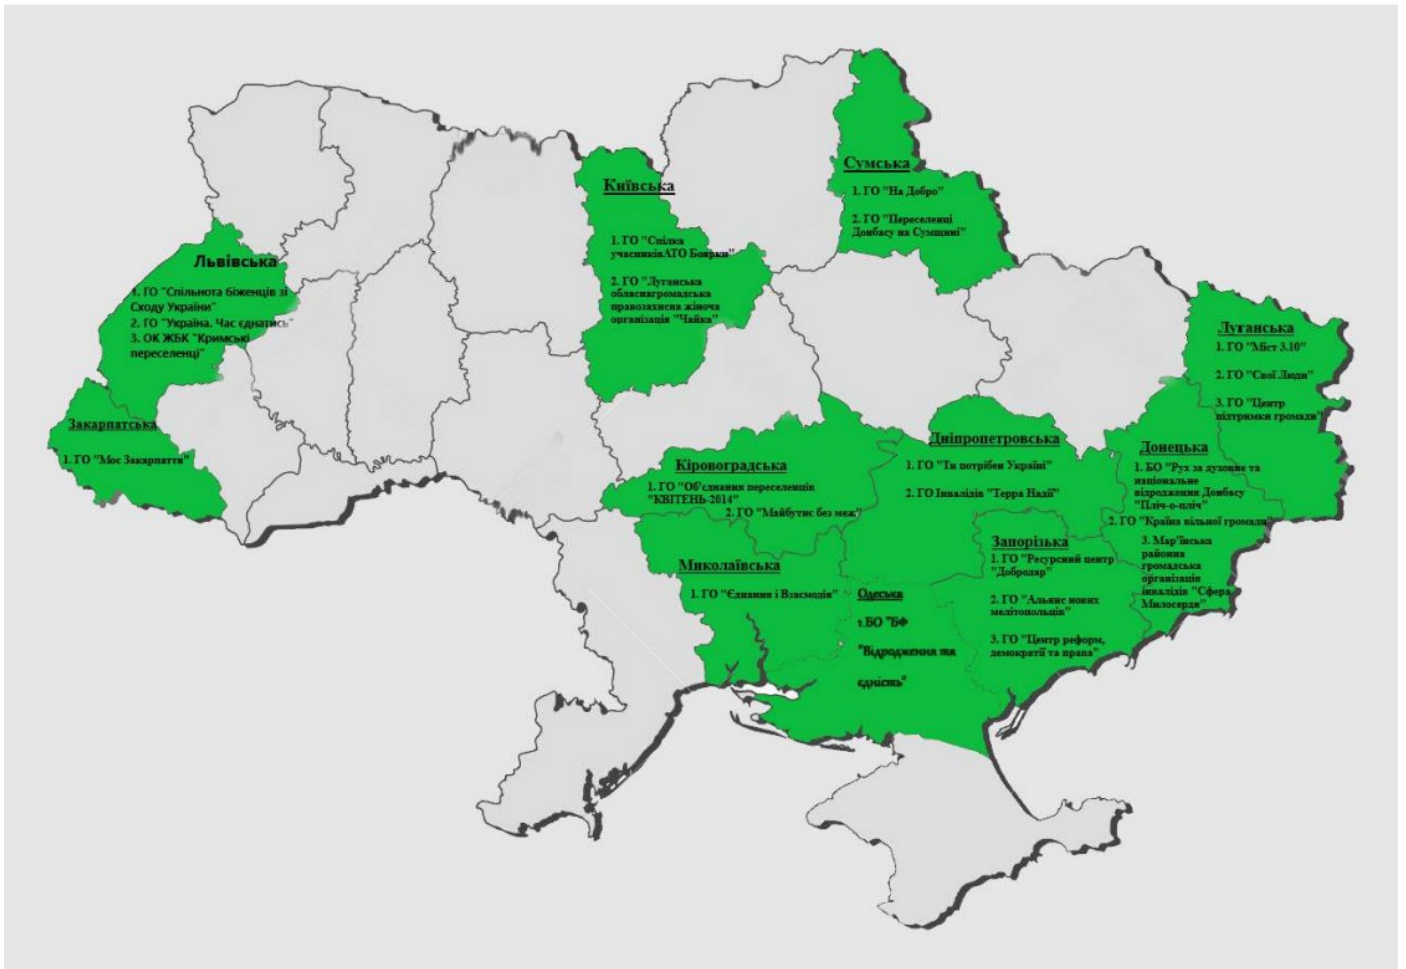 Сумська
1. ГО "На Добро"
2. ГО "Переселенці
Донбасу на Сумщині"
Київська
1. ГО "Спілка
учасниківАТО Боярки"
2. ГО "Луганська
обласнагромадська
правозахисна жіноча
організація "Чайка"
Львівська
1. ГО "Спільнота біженців зі
Сходу України"
2. ГО "Україна. Час єднатись"
3. ОК ЖБК "Кримські
переселенці"
Закарпатська
1. ГО "Моє Закарпаття"
Луганська
1. ГО "Міст 3.10"
2. ГО "Свої Люди"
3. ГО "Центр
підтримки громади"
Дніпропетровська
1. ГО "Ти потрібен Україні"
2. ГО Інвалідів "Терра Надії"
Донецька
1. БО "Рух за духовне та
національне
відродження Донбасу
"Пліч-о-пліч"
2. ГО "Країна вільної громади"
3. Мар'їнська
районна
громадська
організація
інвалідів "Сфера
Милосердя"
Кіровоградська
1. ГО "Об'єднання переселенців
"КВІТЕНЬ-2014"
2. ГО "Майбутнє без меж"
Запорізька
1. ГО "Ресурсний центр
"Добродар"
2. ГО "Альянс нових
мелітопольців"
3. ГО "Центр реформ,
демократії та права"
Миколаївська
1. ГО "Єднання і Взаємодія"
Одеська
1.БО "БФ
"Відродження та
єдність"